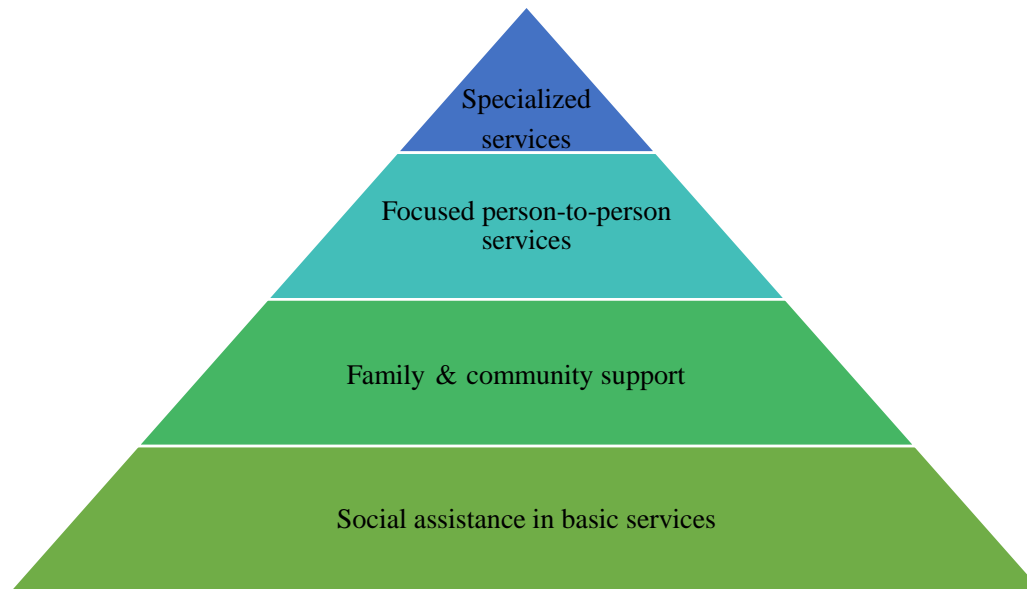 Specialized
services
Focused person-to-person
services
Family & community support
Social assistance in basic services